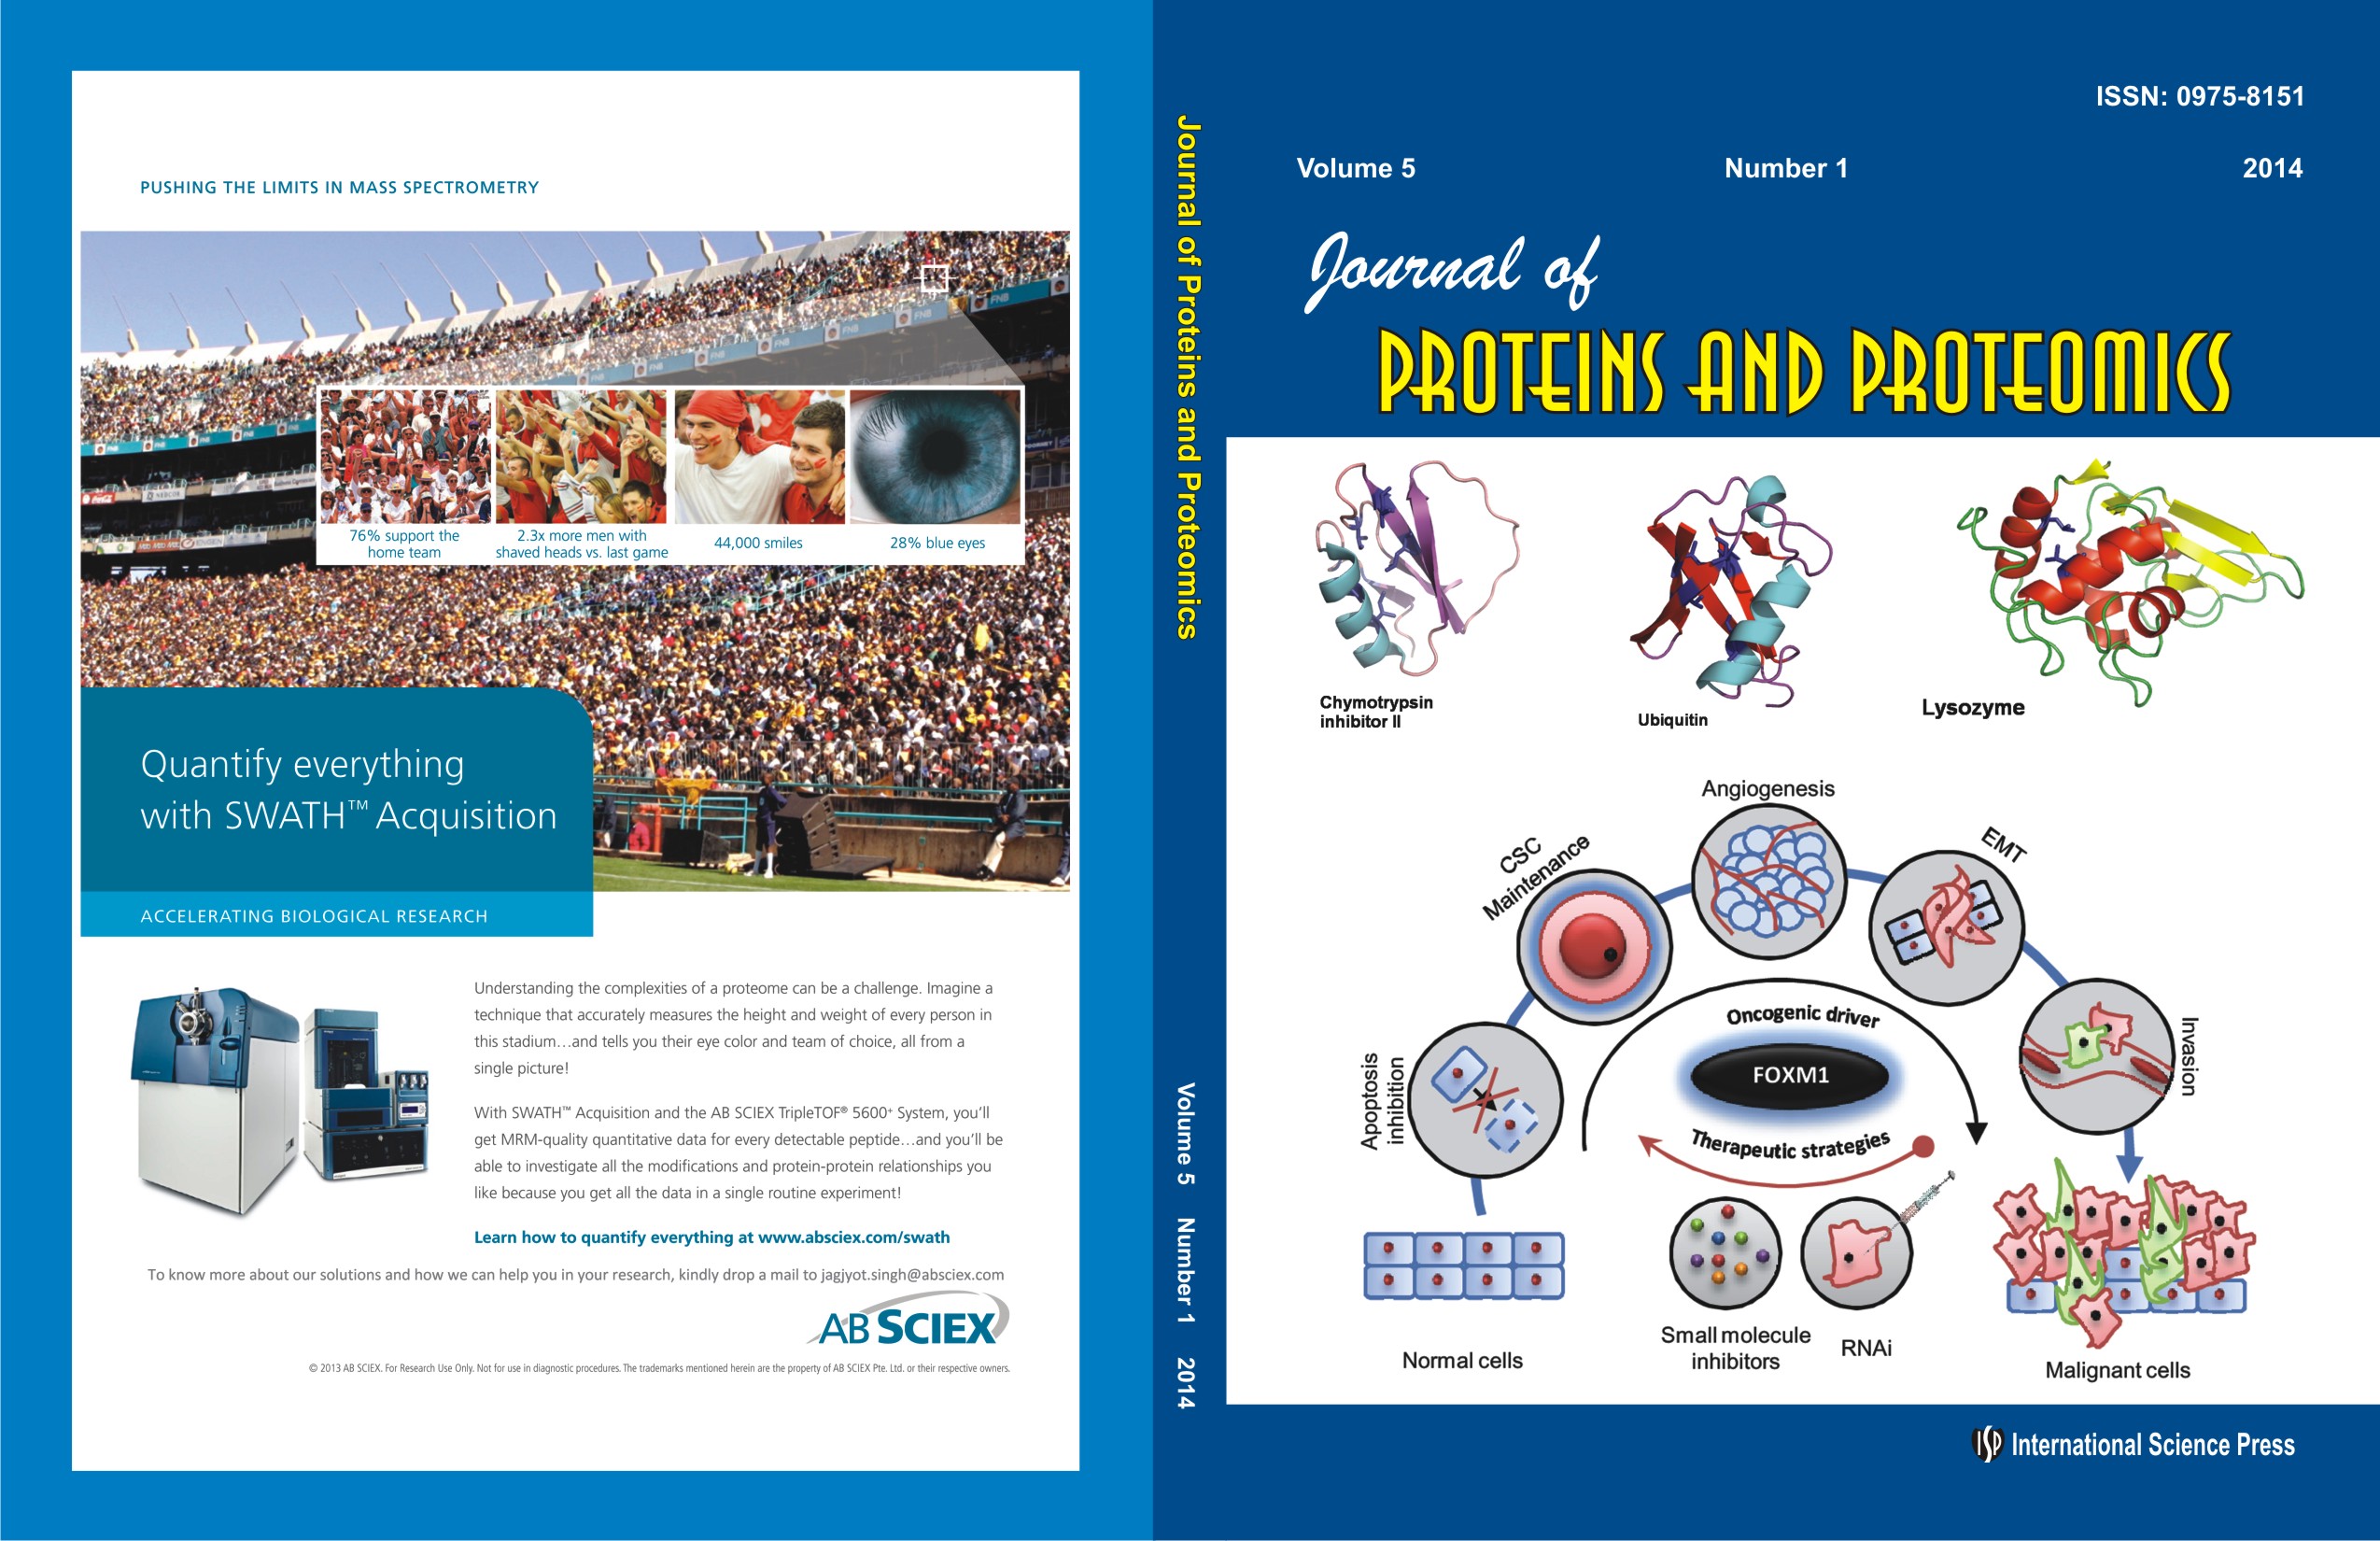 PUSHING THE LIMITS IN MASS SPECTROMETRY
FNB
FNB
FNB
FNB
FNB
FNB
76% support the
home team
2.3x more men with
shaved heads vs. last game
44,000 smiles
28% blue eyes
Quantify everything
with SWATH™ Acquisition
ACCELERATING BIOLOGICAL RESEARCH
Understanding the complexities of a proteome can be a challenge. Imagine a
technique that accurately measures the height and weight of every person in
this stadium…and tells you their eye color and team of choice, all from a
single picture!
With SWATH™ Acquisition and the AB SCIEX TripleTOF® 5600⁺ System, you’ll
get MRM-quality quantitative data for every detectable peptide…and you’ll be
able to investigate all the modifications and protein-protein relationships you
like because you get all the data in a single routine experiment!
Learn how to quantify everything at www.absciex.com/swath
To know more about our solutions and how we can help you in your research, kindly drop a mail to jagjyot.singh@absciex.com
AB SCIEX
© 2013 AB SCIEX. For Research Use Only. Not for use in diagnostic procedures. The trademarks mentioned herein are the property of AB SCIEX Pte. Ltd. or their respective owners.
Journal of Proteins and Proteomics Volume 5 Number 1 2014
ISSN: 0975-8151
Volume 5 Number 1 2014
Journal of
PROTEINS AND PROTEOMICS
Chymotrypsin
inhibitor II
Ubiquitin
Lysozyme
Angiogenesis
CSC
Maintenance
EMT
Apoptosis
inhibition
Invasion
Oncogenic driver
FOXM1
Therapeutic strategies
Normal cells
Small molecule
inhibitors
RNAi
Malignant cells
ISP International Science Press